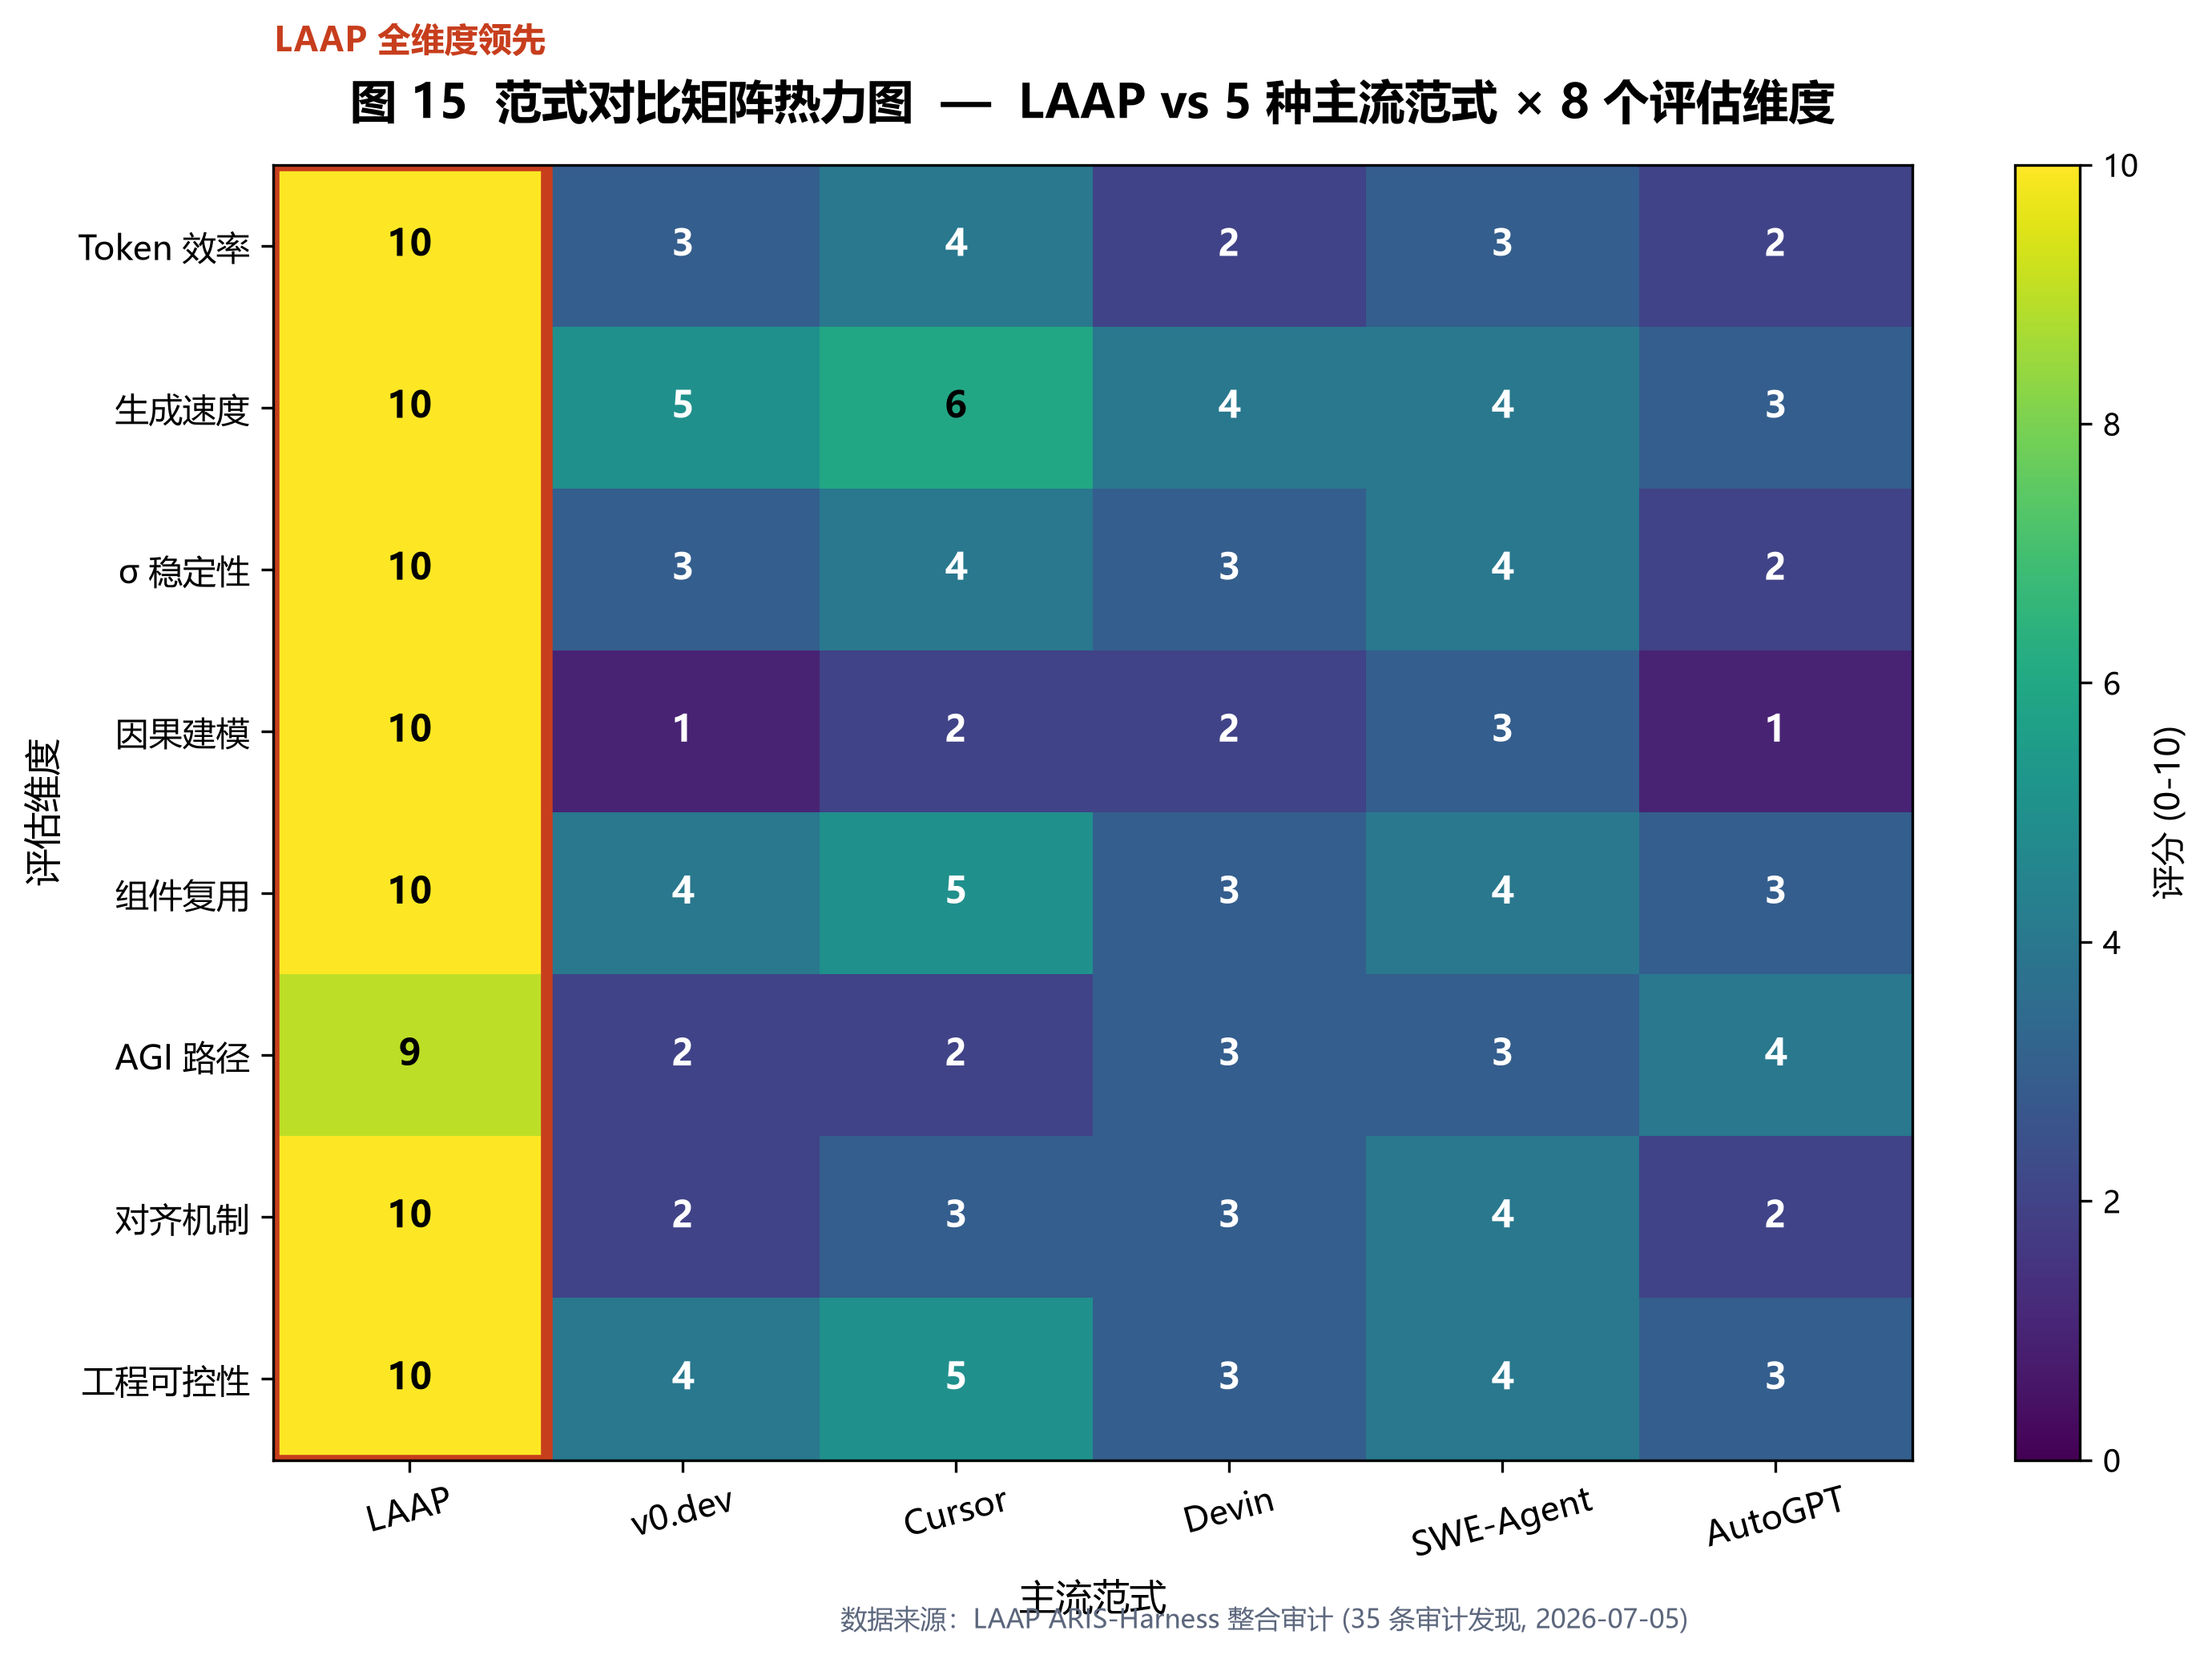 LAAP 全维度领先
图 15 范式对比矩阵热力图 — LAAP vs 5 种主流范式 × 8 个评估维度
评估维度
Token 效率 10 3 4 2 3 2
生成速度 10 5 6 4 4 3
σ 稳定性 10 3 4 3 4 2
因果建模 10 1 2 2 3 1
组件复用 10 4 5 3 4 3
AGI 路径 9 2 2 3 3 4
对齐机制 10 2 3 3 4 2
工程可控性 10 4 5 3 4 3
LAAP v0.dev Cursor Devin SWE-Agent AutoGPT
主流范式
10
8
6
4
2
0
评分 (0-10)
数据来源：LAAP ARIS-Harness 整合审计 (35 条审计发现, 2026-07-05)